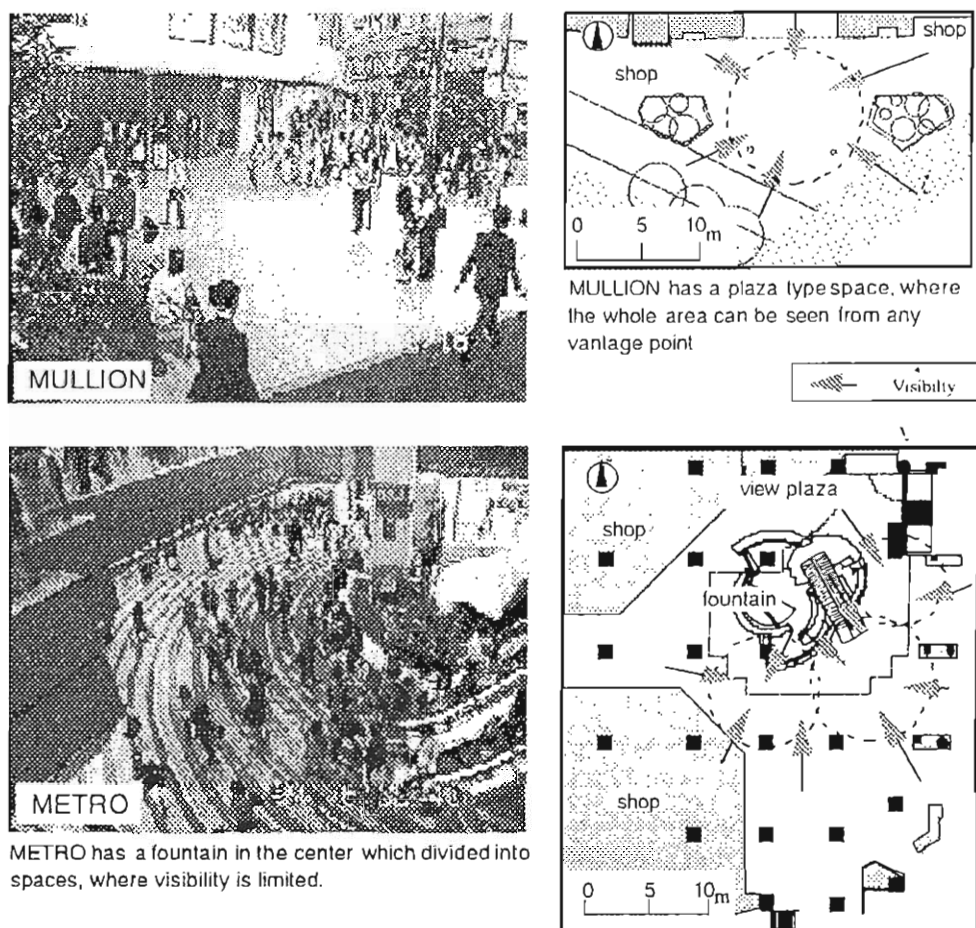 MULLION
shop
shop
0 5 10m
MULLION has a plaza type space, where
the whole area can be seen from any
vantage point
Visibilty
METRO
METRO has a fountain in the center which divided into
spaces, where visibility is limited.
view plaza
shop
fountain
shop
0 5 10m